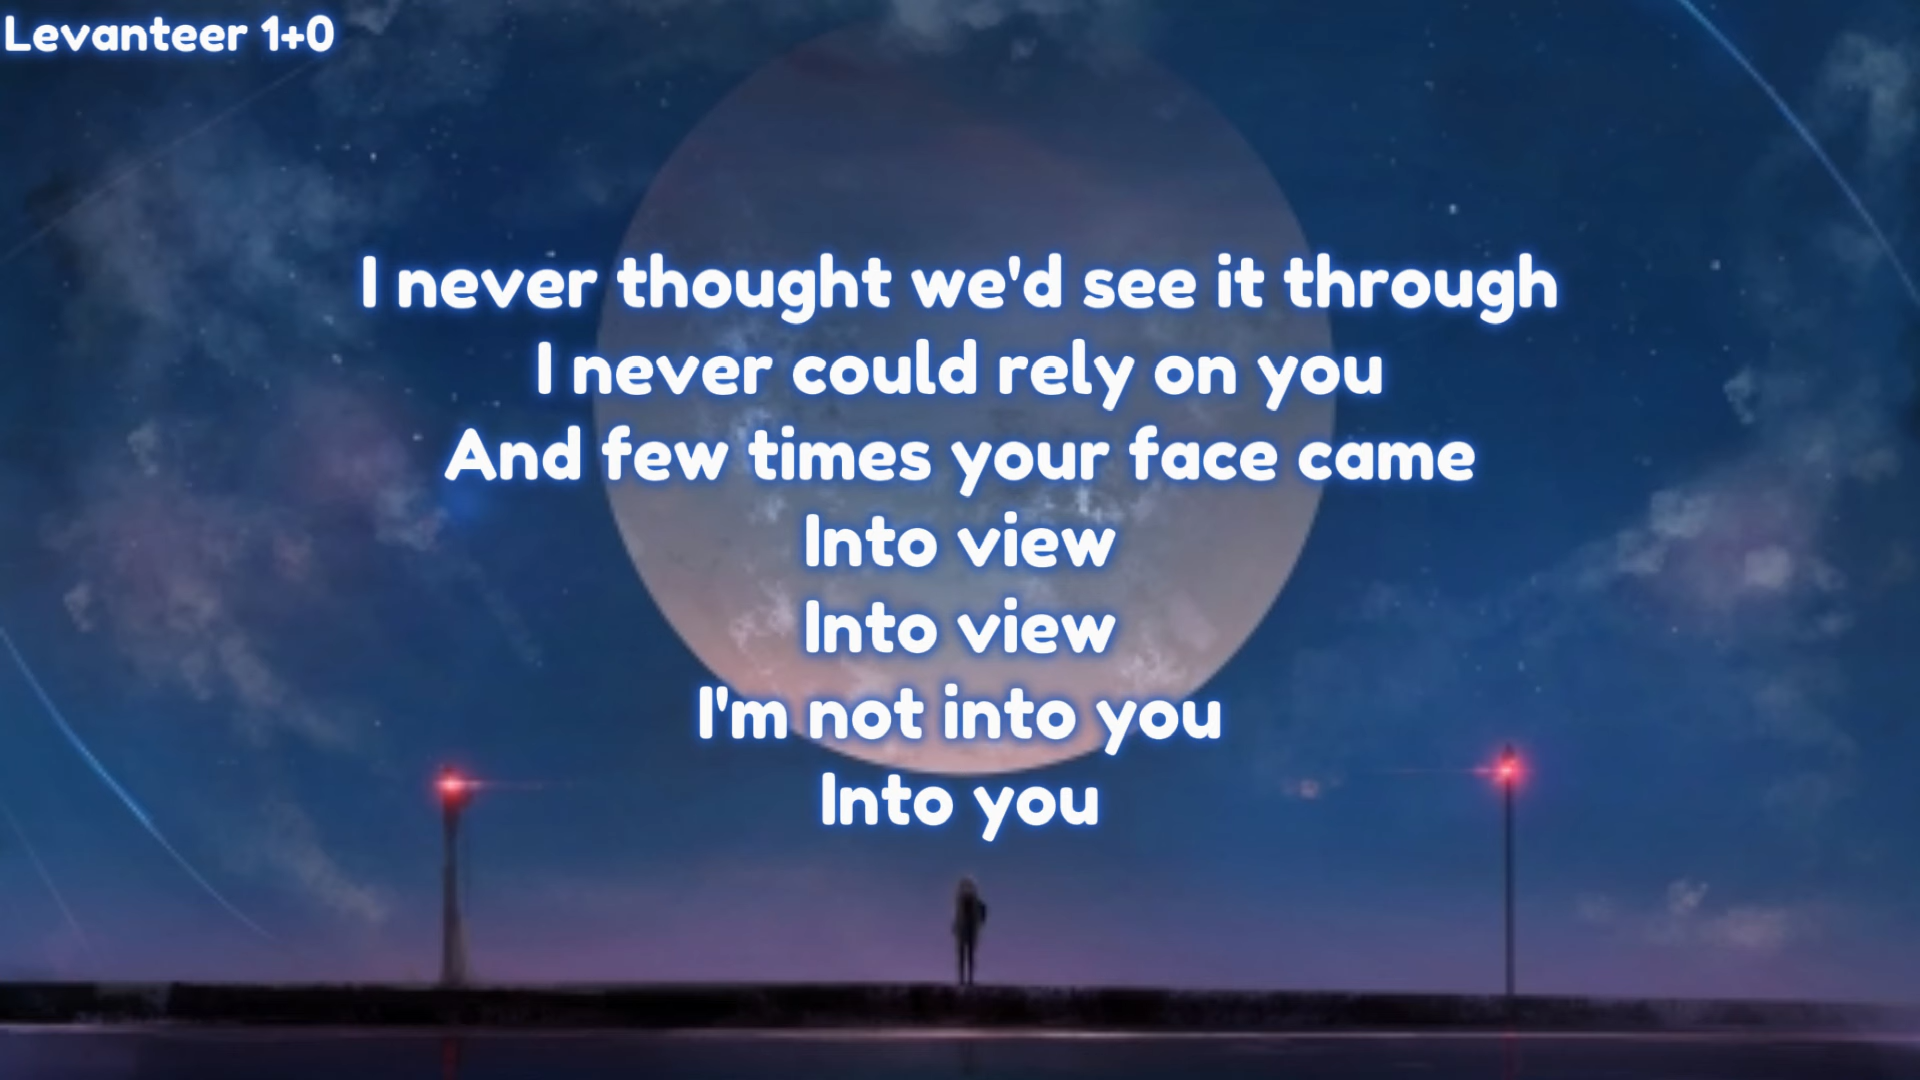 Levanteer 1+0
I never thought we'd see it through
I never could rely on you
And few times your face came
Into view
Into view
I'm not into you
Into you